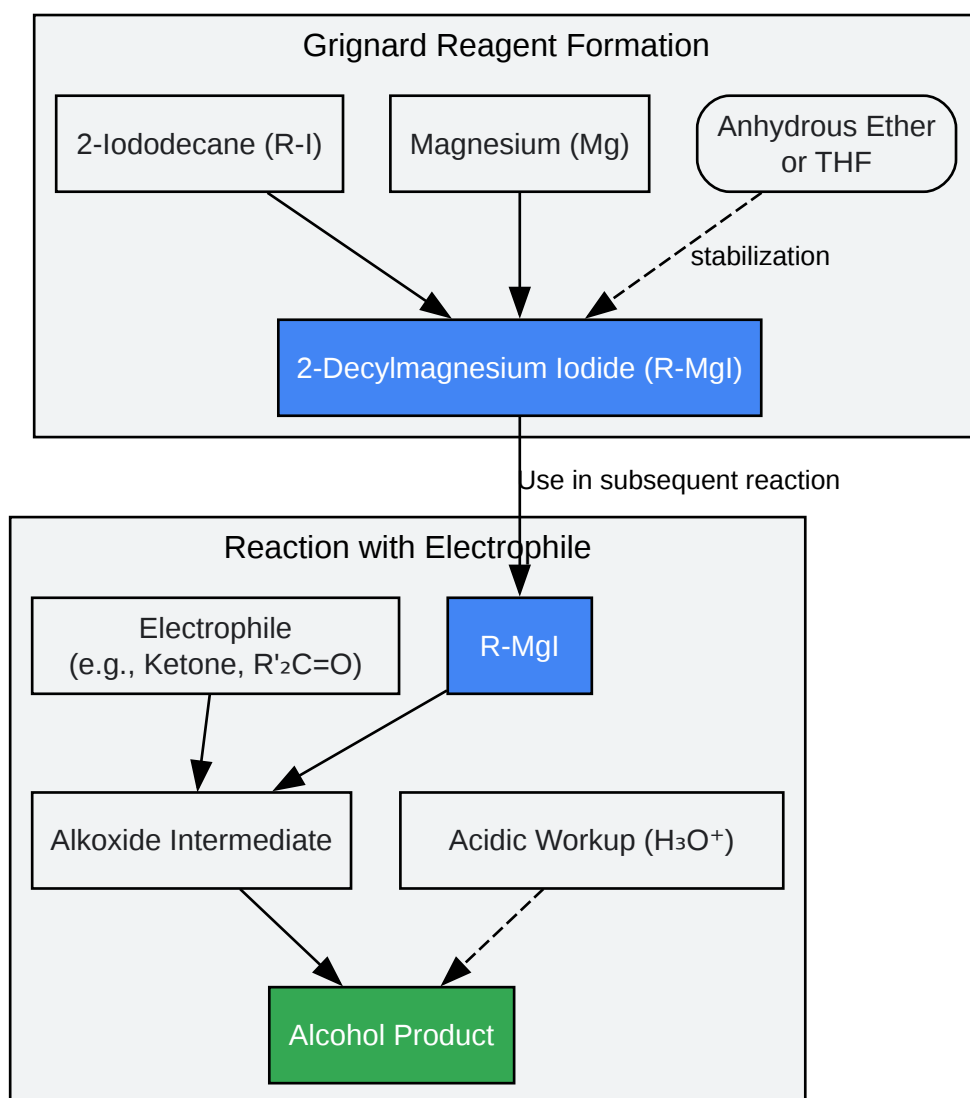 Grignard Reagent Formation
2-Iododecane (R-I)
Magnesium (Mg)
Anhydrous Ether
or THF
stabilization
2-Decylmagnesium Iodide (R-MgI)
Use in subsequent reaction
Reaction with Electrophile
Electrophile
(e.g., Ketone, R'₂C=O)
R-MgI
Alkoxide Intermediate
Acidic Workup (H₃O⁺)
Alcohol Product